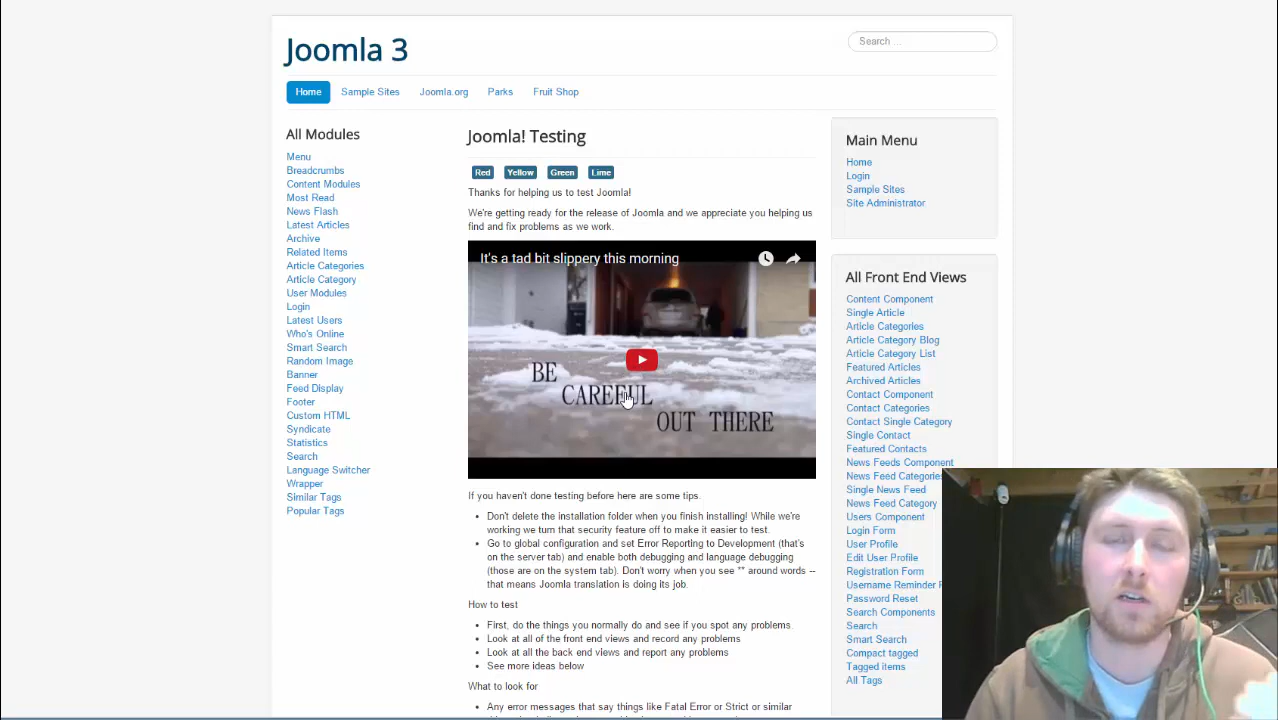 Joomla 3
Search ...
Home
Sample Sites
Joomla.org
Parks
Fruit Shop
All Modules
Menu
Breadcrumbs
Content Modules
Most Read
News Flash
Latest Articles
Archive
Related Items
Article Categories
Article Category
User Modules
Login
Latest Users
Who's Online
Smart Search
Random Image
Banner
Feed Display
Footer
Custom HTML
Syndicate
Statistics
Search
Language Switcher
Wrapper
Similar Tags
Popular Tags
Joomla! Testing
Red
Yellow
Green
Lime
Thanks for helping us to test Joomla!
We're getting ready for the release of Joomla and we appreciate you helping us
find and fix problems as we work.
It's a tad bit slippery this morning
BE
CAREFUL
OUT THERE
If you haven't done testing before here are some tips.
Don't delete the installation folder when you finish installing! While we're
working we turn that security feature off to make it easier to test.
Go to global configuration and set Error Reporting to Development (that's
on the server tab) and enable both debugging and language debugging
(those are on the system tab). Don't worry when you see ** around words --
that means Joomla translation is doing its job.
How to test
First, do the things you normally do and see if you spot any problems.
Look at all of the front end views and record any problems
Look at all the back end views and report any problems
See more ideas below
What to look for
Any error messages that say things like Fatal Error or Strict or similar
Main Menu
Home
Login
Sample Sites
Site Administrator
All Front End Views
Content Component
Single Article
Article Categories
Article Category Blog
Article Category List
Featured Articles
Archived Articles
Contact Component
Contact Categories
Contact Single Category
Single Contact
Featured Contacts
News Feeds Component
News Feed Categories
Single News Feed
News Feed Category
Users Component
Login Form
User Profile
Edit User Profile
Registration Form
Username Reminder
Password Reset
Search Components
Search
Smart Search
Compact tagged
Tagged items
All Tags